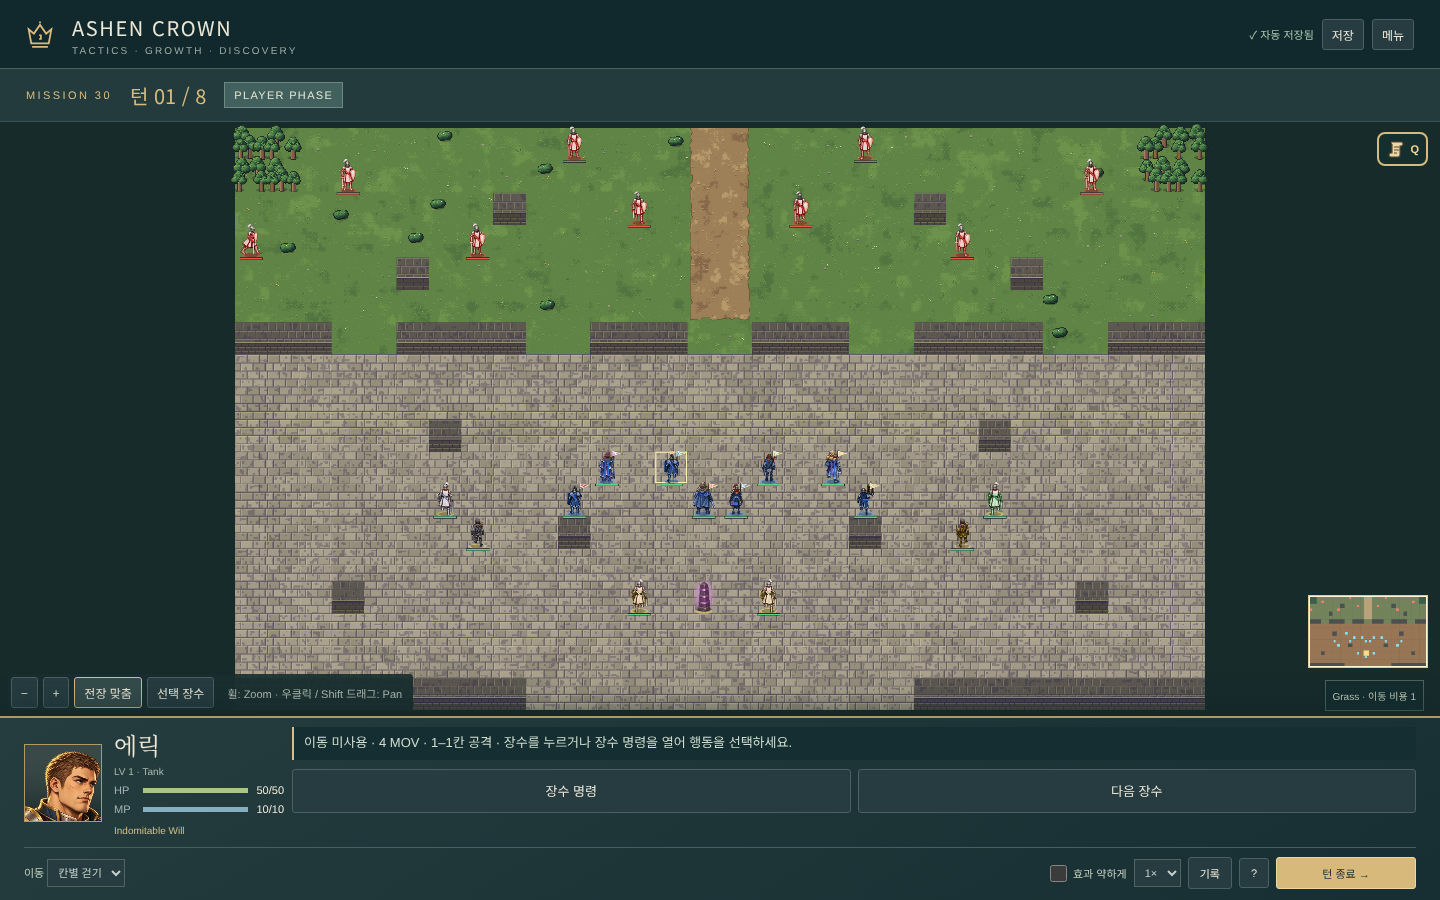 ASHEN CROWN
TACTICS · GROWTH · DISCOVERY
✓ 자동 저장됨
저장
메뉴
MISSION 30
턴 01 / 8
PLAYER PHASE
Q
−
+
전장 맞춤
선택 장수
휠: Zoom · 우클릭 / Shift 드래그: Pan
Grass · 이동 비용 1
에릭
LV 1 · Tank
HP 50/50
MP 10/10
Indomitable Will
이동 미사용 · 4 MOV · 1–1칸 공격 · 장수를 누르거나 장수 명령을 열어 행동을 선택하세요.
장수 명령
다음 장수
이동 칸별 걷기
효과 약하게
1×
기록
?
턴 종료 →